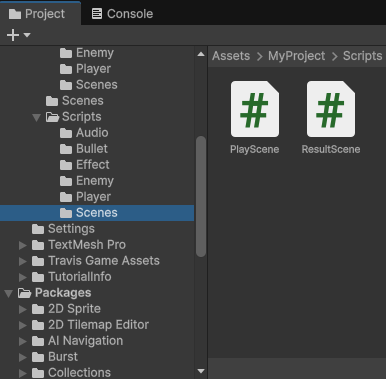 Project
Console
Enemy
Player
Scenes
Scenes
Scripts
Audio
Bullet
Effect
Enemy
Player
Scenes
Settings
TextMesh Pro
Travis Game Assets
TutorialInfo
Packages
2D Sprite
2D Tilemap Editor
AI Navigation
Burst
Collections
Assets > MyProject > Scripts
PlayScene
ResultScene